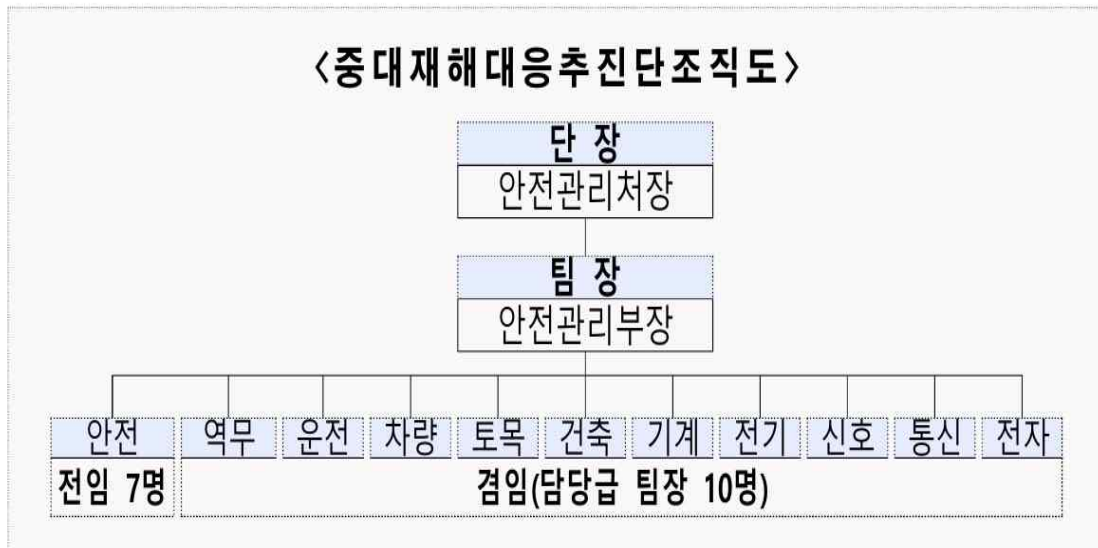 <중대재해대응추진단조직도>
단 장
안전관리처장
팀 장
안전관리부장
안전 역무 운전 차량 토목 건축 기계 전기 신호 통신 전자
전임 7명 겸임(담당급 팀장 10명)